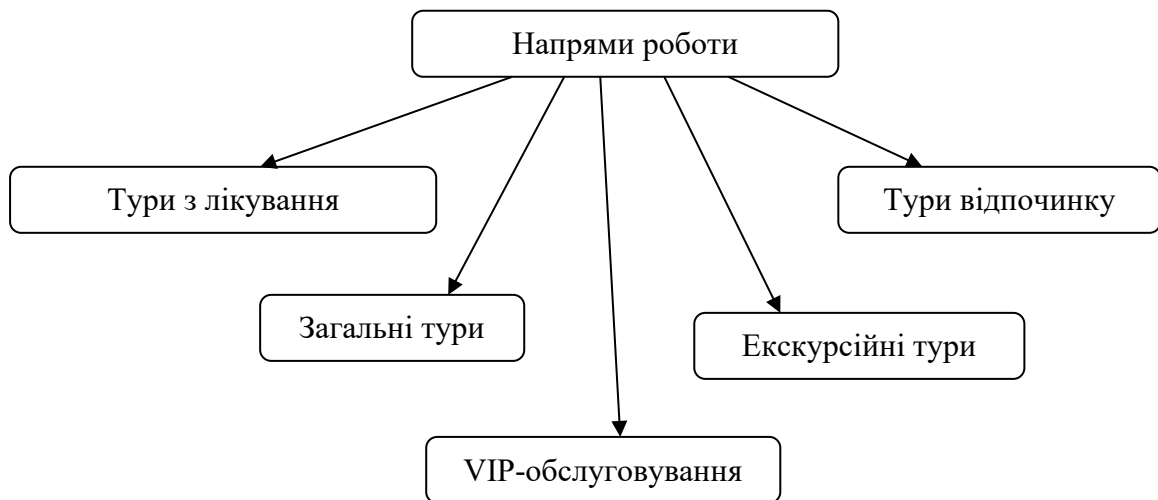 Напрями роботи
Тури з лікування
Тури відпочинку
Загальні тури
Екскурсійні тури
VIP-обслуговування